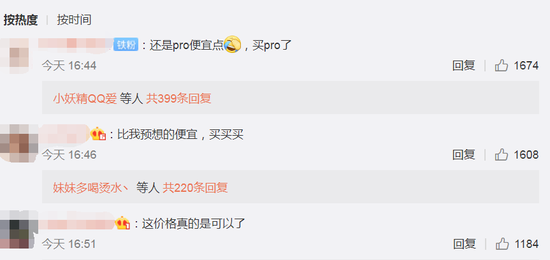 按热度 按时间
铁粉：还是pro便宜点，买pro了
今天 16:44 回复 1674
小妖精QQ爱 等人 共399条回复
：比我预想的便宜，买买买
今天 16:46 回复 1608
妹妹多喝烫水丶 等人 共220条回复
：这价格真的是可以了
今天 16:51 回复 1184